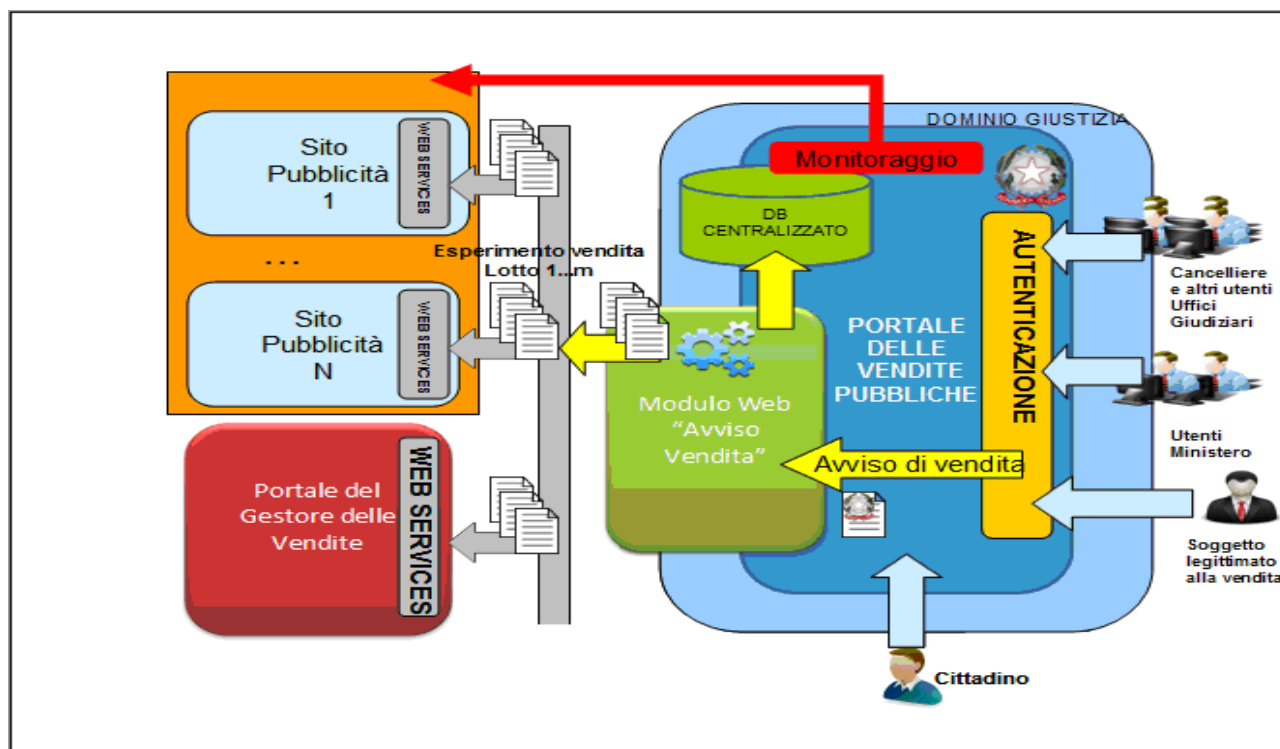 DOMINIO GIUSTIZIA
Monitoraggio
Sito
Pubblicità
1
WEB SERVICES
...
Sito
Pubblicità
N
WEB SERVICES
Esperimento vendita
Lotto 1...m
DB
CENTRALIZZATO
PORTALE
DELLE
VENDITE
PUBBLICHE
AUTENTICAZIONE
Modulo Web
“Avviso
Vendita”
Avviso di vendita
Portale del
Gestore delle
Vendite
WEB SERVICES
Cancelliere
e altri utenti
Uffici
Giudiziari
Utenti
Ministero
Soggetto
legittimato
alla vendita
Cittadino